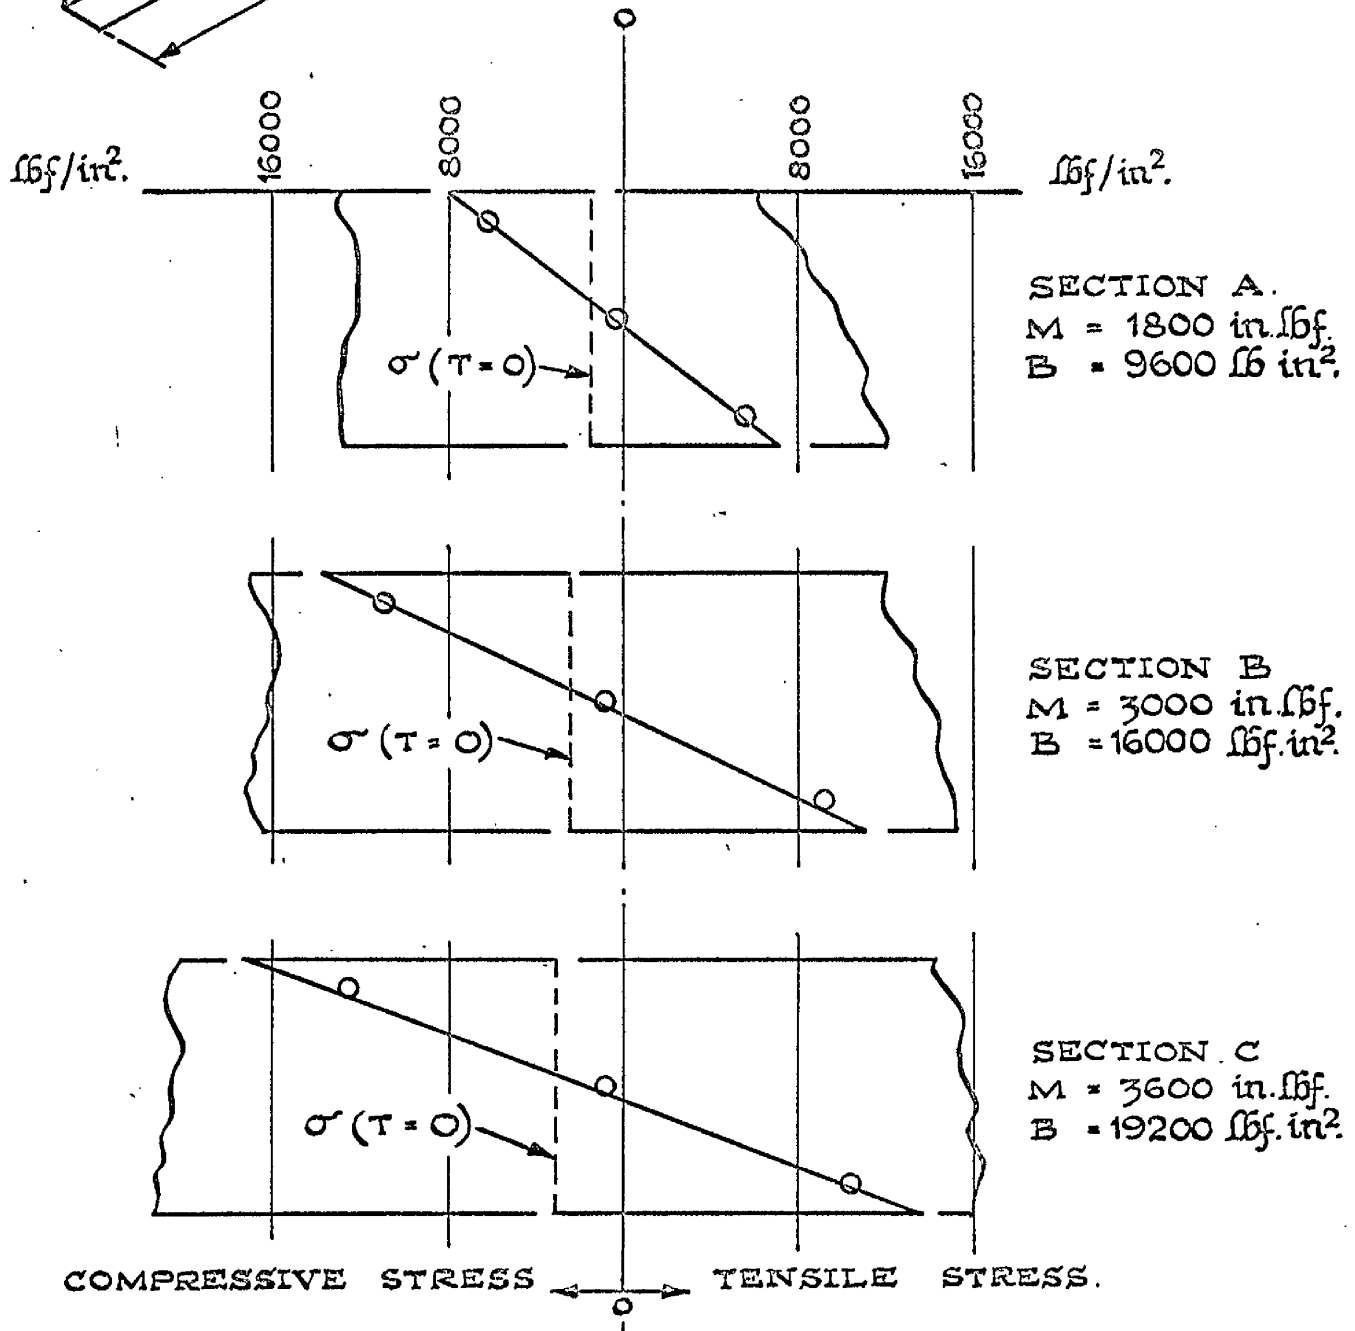 0
16000 8000 8000 16000
lbf/in². lbf/in².
SECTION A.
M = 1800 in.lbf.
B = 9600 lb in².
σ (T = 0)
SECTION B
M = 3000 in.lbf.
B = 16000 lbf.in².
σ (T = 0)
SECTION C
M = 3600 in.lbf.
B = 19200 lbf.in².
σ (T = 0)
COMPRESSIVE STRESS TENSILE STRESS.
0